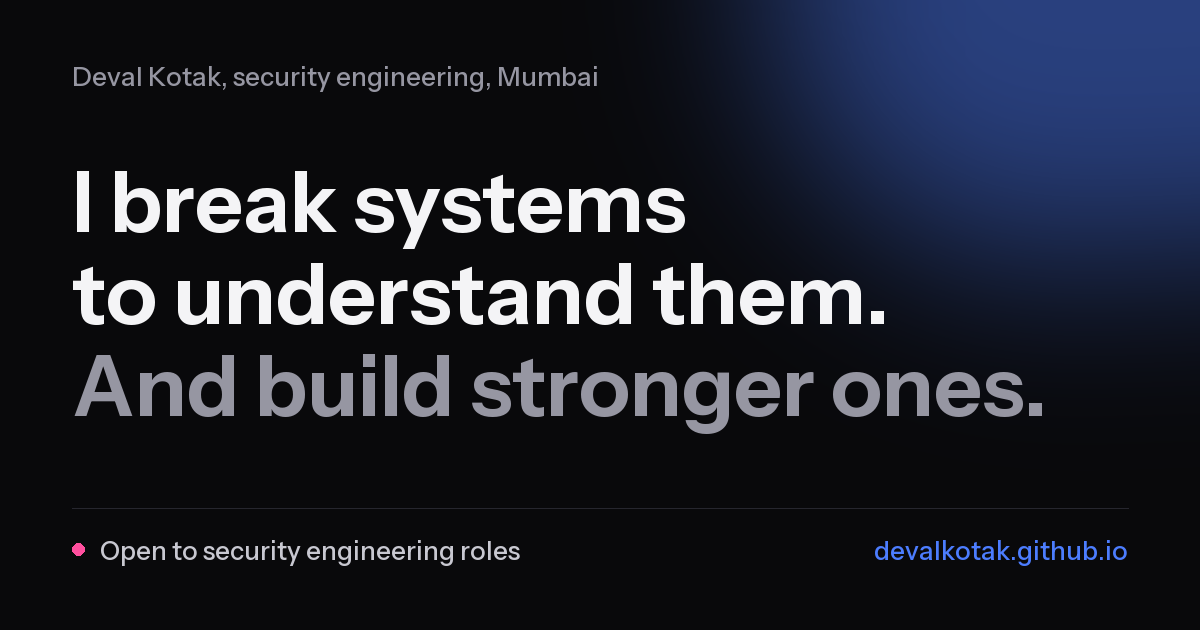 Deval Kotak, security engineering, Mumbai
I break systems
to understand them.
And build stronger ones.
Open to security engineering roles
devalkotak.github.io